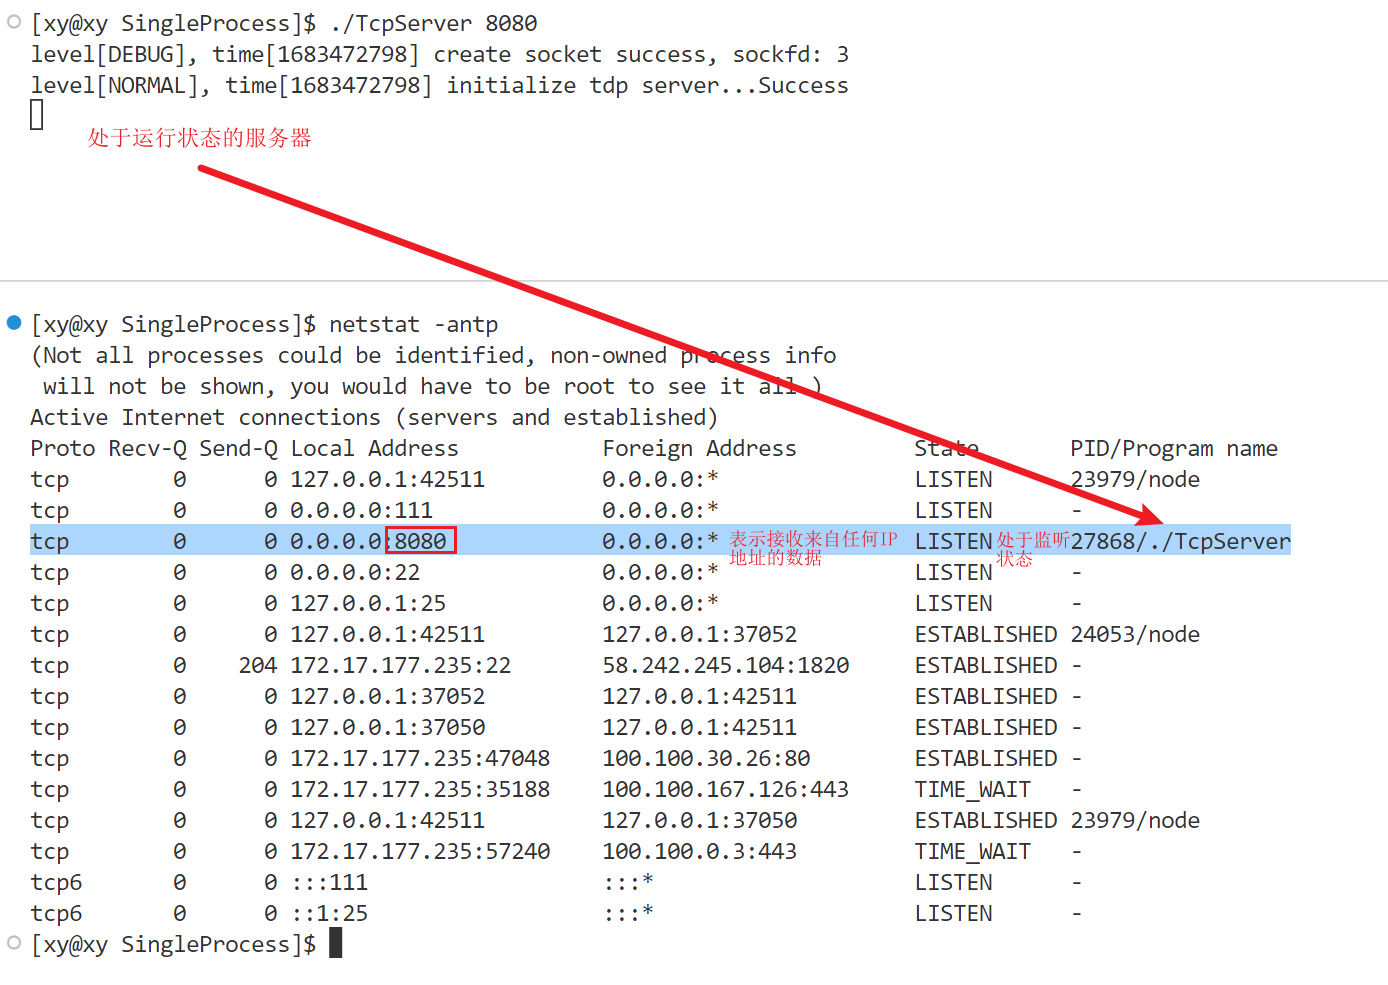 [xy@xy SingleProcess]$ ./TcpServer 8080
level[DEBUG], time[1683472798] create socket success, sockfd: 3
level[NORMAL], time[1683472798] initialize tdp server...Success
处于运行状态的服务器
[xy@xy SingleProcess]$ netstat -antp
(Not all processes could be identified, non-owned process info
will not be shown, you would have to be root to see it all.)
Active Internet connections (servers and established)
Proto Recv-Q Send-Q Local Address Foreign Address State PID/Program name
tcp 0 0 127.0.0.1:42511 0.0.0.0:* LISTEN 23979/node
tcp 0 0 0.0.0.0:111 0.0.0.0:* LISTEN -
tcp 0 0 0.0.0.0:8080 0.0.0.0:* LISTEN 27868/./TcpServer
表示接收来自任何IP
地址的数据
处于监听
状态
tcp 0 0 0.0.0.0:22 0.0.0.0:* LISTEN -
tcp 0 0 127.0.0.1:25 0.0.0.0:* LISTEN -
tcp 0 0 127.0.0.1:42511 127.0.0.1:37052 ESTABLISHED 24053/node
tcp 0 204 172.17.177.235:22 58.242.245.104:1820 ESTABLISHED -
tcp 0 0 127.0.0.1:37052 127.0.0.1:42511 ESTABLISHED -
tcp 0 0 127.0.0.1:37050 127.0.0.1:42511 ESTABLISHED -
tcp 0 0 172.17.177.235:47048 100.100.30.26:80 ESTABLISHED -
tcp 0 0 172.17.177.235:35188 100.100.167.126:443 TIME_WAIT -
tcp 0 0 127.0.0.1:42511 127.0.0.1:37050 ESTABLISHED 23979/node
tcp 0 0 172.17.177.235:57240 100.100.0.3:443 TIME_WAIT -
tcp6 0 0 :::111 :::* LISTEN -
tcp6 0 0 ::1:25 :::* LISTEN -
[xy@xy SingleProcess]$